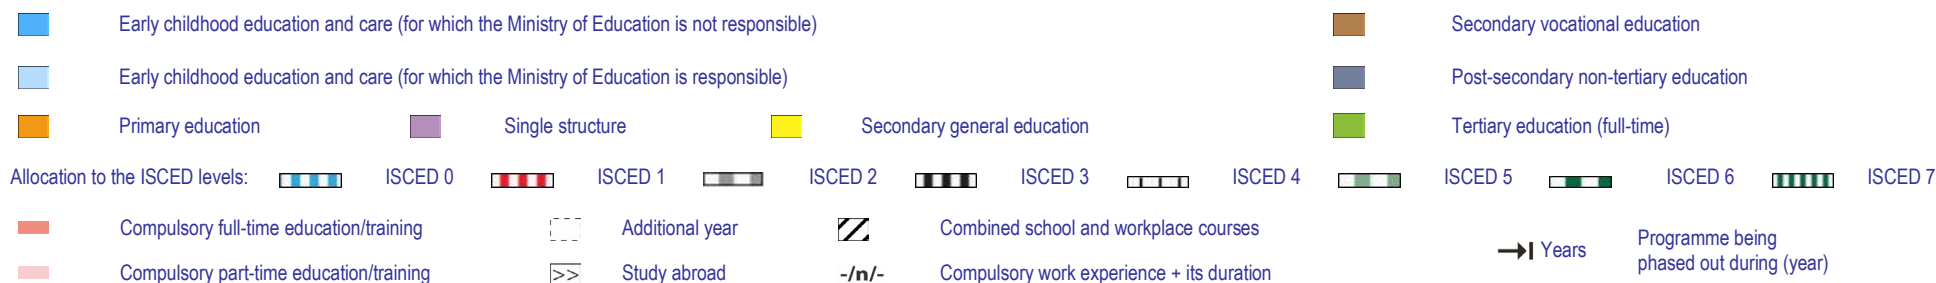 Early childhood education and care (for which the Ministry of Education is not responsible) Secondary vocational education
Early childhood education and care (for which the Ministry of Education is responsible) Post-secondary non-tertiary education
Primary education Single structure Secondary general education Tertiary education (full-time)
Allocation to the ISCED levels: ISCED 0 ISCED 1 ISCED 2 ISCED 3 ISCED 4 ISCED 5 ISCED 6 ISCED 7
Compulsory full-time education/training Additional year Combined school and workplace courses
Years Programme being
phased out during (year)
Compulsory part-time education/training >> Study abroad -/n/- Compulsory work experience + its duration